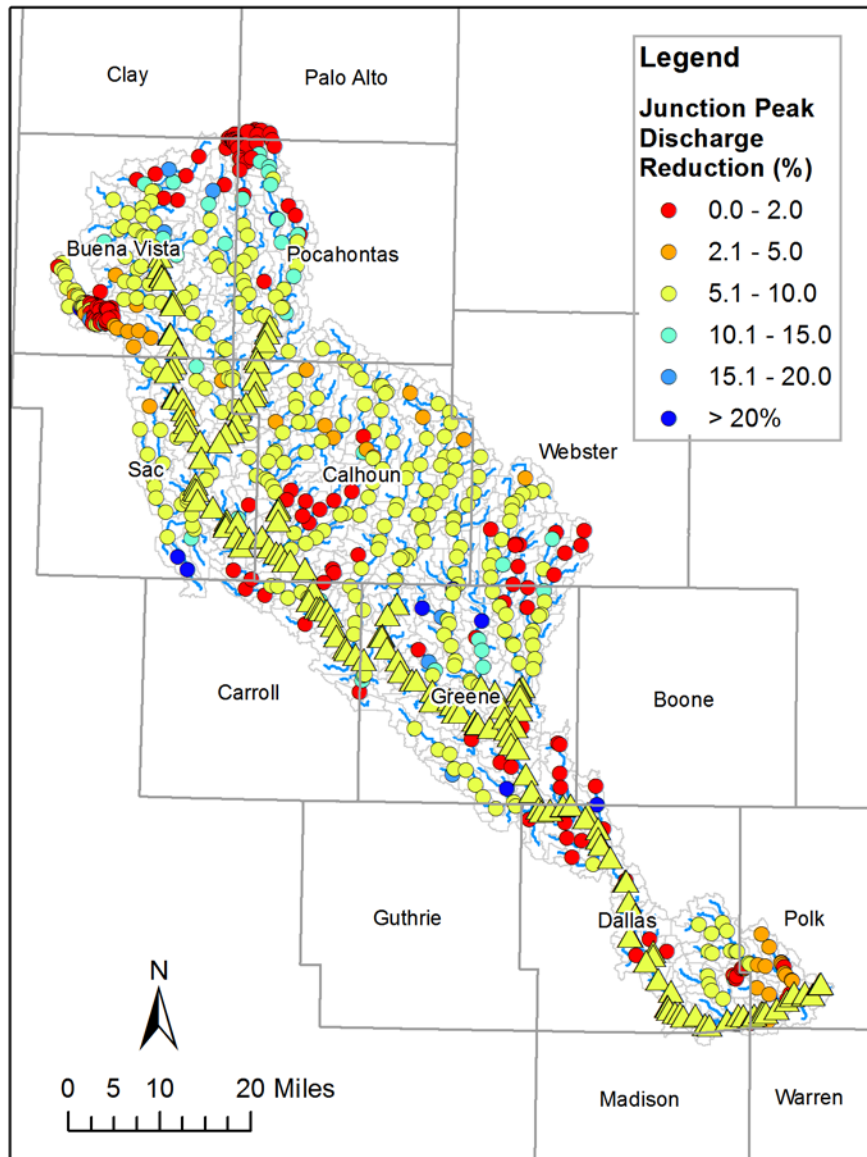 Clay
Palo Alto
Legend
Junction Peak
Discharge
Reduction (%)
0.0 - 2.0
2.1 - 5.0
5.1 - 10.0
10.1 - 15.0
15.1 - 20.0
> 20%
Buena Vista
Pocahontas
Webster
Sac
Calhoun
Carroll
Greene
Boone
Guthrie
Dallas
Polk
N
0 5 10 20 Miles
Madison
Warren